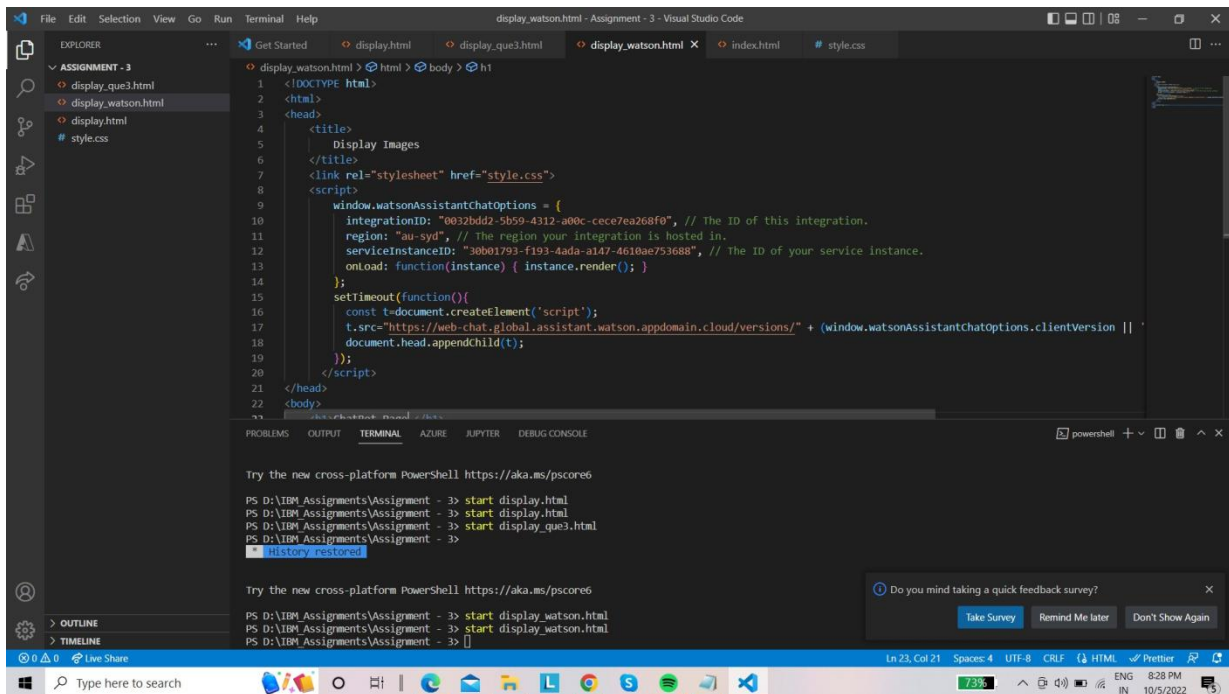 File Edit Selection View Go Run Terminal Help
display_watson.html - Assignment - 3 - Visual Studio Code
EXPLORER
ASSIGNMENT - 3
display_que3.html
display_watson.html
display.html
# style.css
OUTLINE
TIMELINE
Get Started display.html display_que3.html display_watson.html index.html # style.css
display_watson.html > html > body > h1
1 <!DOCTYPE html>
2 <html>
3 <head>
4 <title>
5 Display Images
6 </title>
7 <link rel="stylesheet" href="style.css">
8 <script>
9 window.watsonAssistantChatOptions = {
10 integrationID: "0032bdd2-5b59-4312-a00c-cece7ea268f0", // The ID of this integration.
11 region: "au-syd", // The region your integration is hosted in.
12 serviceInstanceID: "30b01793-f193-4ada-a147-4610ae753688", // The ID of your service instance.
13 onLoad: function(instance) { instance.render(); }
14 };
15 setTimeout(function(){
16 const t=document.createElement('script');
17 t.src="https://web-chat.global.assistant.watson.appdomain.cloud/versions/" + (window.watsonAssistantChatOptions.clientVersion || '
18 document.head.appendChild(t);
19 });
20 </script>
21 </head>
22 <body>
23 <h1>ChatBot Page </h1>
PROBLEMS OUTPUT TERMINAL AZURE JUPYTER DEBUG CONSOLE
powershell
Try the new cross-platform PowerShell https://aka.ms/pscore6
PS D:\IBM_Assignments\Assignment - 3> start display.html
PS D:\IBM_Assignments\Assignment - 3> start display.html
PS D:\IBM_Assignments\Assignment - 3> start display_que3.html
PS D:\IBM_Assignments\Assignment - 3>
* History restored
Try the new cross-platform PowerShell https://aka.ms/pscore6
PS D:\IBM_Assignments\Assignment - 3> start display_watson.html
PS D:\IBM_Assignments\Assignment - 3> start display_watson.html
PS D:\IBM_Assignments\Assignment - 3>
Do you mind taking a quick feedback survey?
Take Survey Remind Me later Don't Show Again
0 0 Live Share
Ln 23, Col 21 Spaces: 4 UTF-8 CRLF HTML Prettier
Type here to search
73%
ENG
IN
8:28 PM
10/5/2022